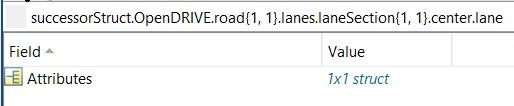 successorStruct.OpenDRIVE.road{1, 1}.lanes.laneSection{1, 1}.center.lane
Field Value
Attributes 1x1 struct